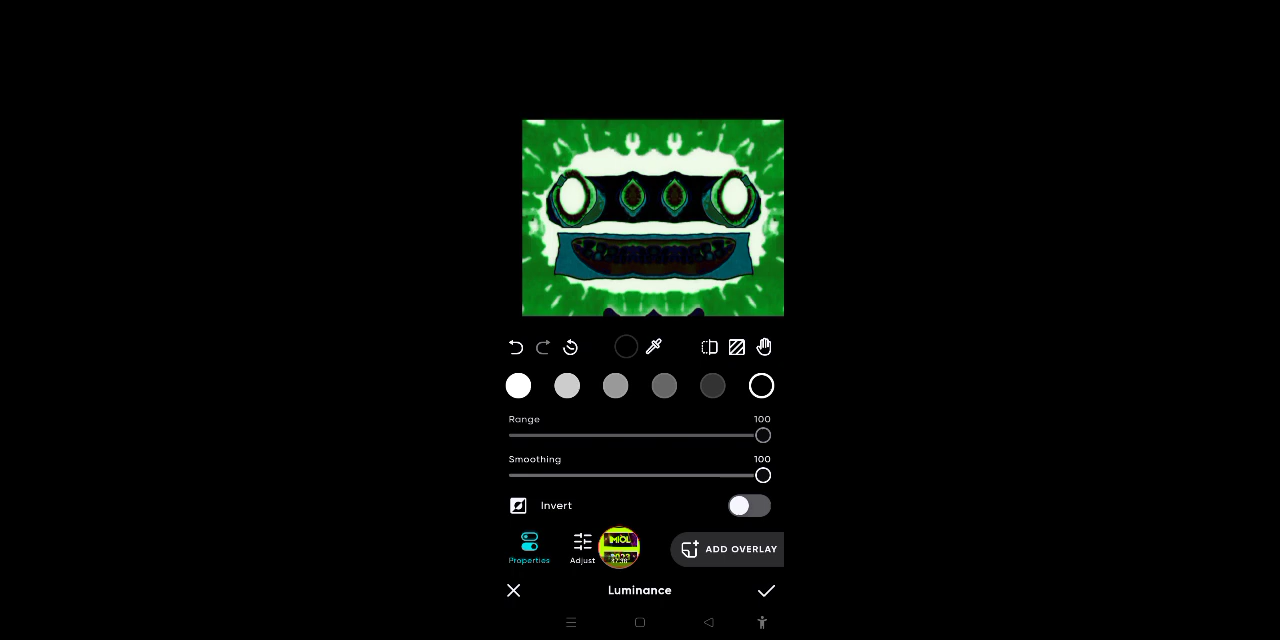 Range 100
Smoothing 100
Invert
Properties Adjust ADD OVERLAY
Luminance